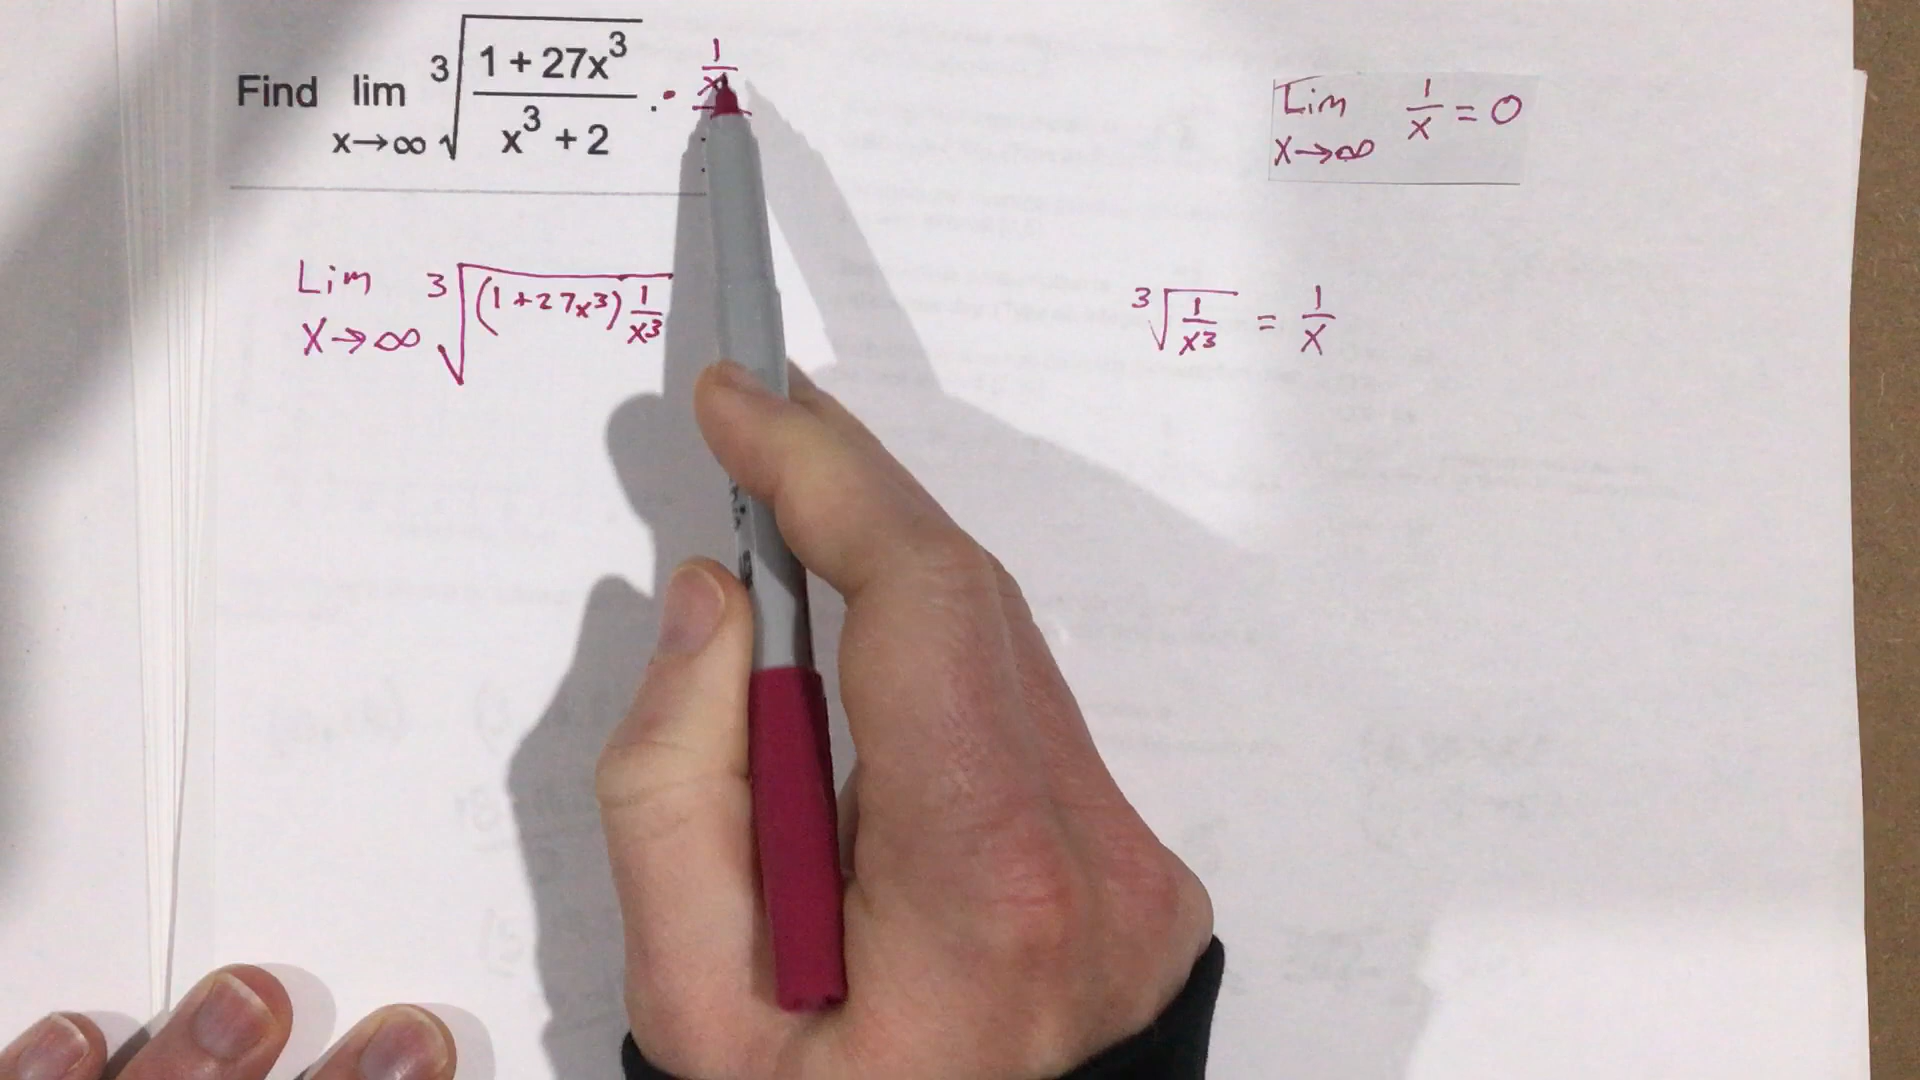 Find lim x→∞ ∛((1 + 27x³)/(x³ + 2)) · (1/x)/
Lim x→∞ 1/x = 0
Lim x→∞ ∛((1 + 27x³) 1/x³
∛(1/x³) = 1/x